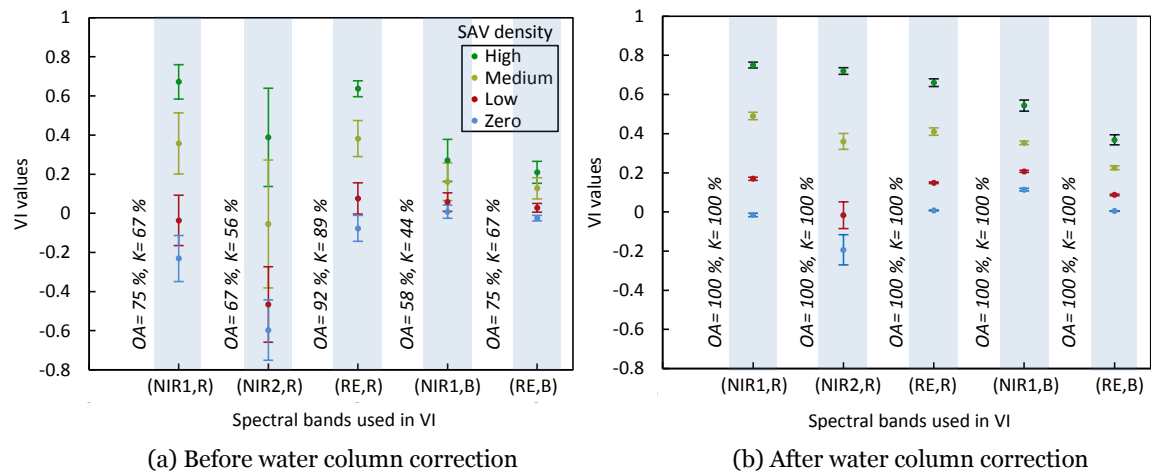 1
0.8
0.6
0.4
0.2
0
-0.2
-0.4
-0.6
-0.8
VI values
SAV density
High
Medium
Low
Zero
OA= 75 %, K= 67 %
OA= 67 %, K= 56 %
OA= 92 %, K= 89 %
OA= 58 %, K= 44 %
OA= 75 %, K= 67 %
(NIR1,R)
(NIR2,R)
(RE,R)
(NIR1,B)
(RE,B)
Spectral bands used in VI
(a) Before water column correction
1
0.8
0.6
0.4
0.2
0
-0.2
-0.4
-0.6
-0.8
VI values
OA= 100 %, K= 100 %
OA= 100 %, K= 100 %
OA= 100 %, K= 100 %
OA= 100 %, K= 100 %
OA= 100 %, K= 100 %
(NIR1,R)
(NIR2,R)
(RE,R)
(NIR1,B)
(RE,B)
Spectral bands used in VI
(b) After water column correction